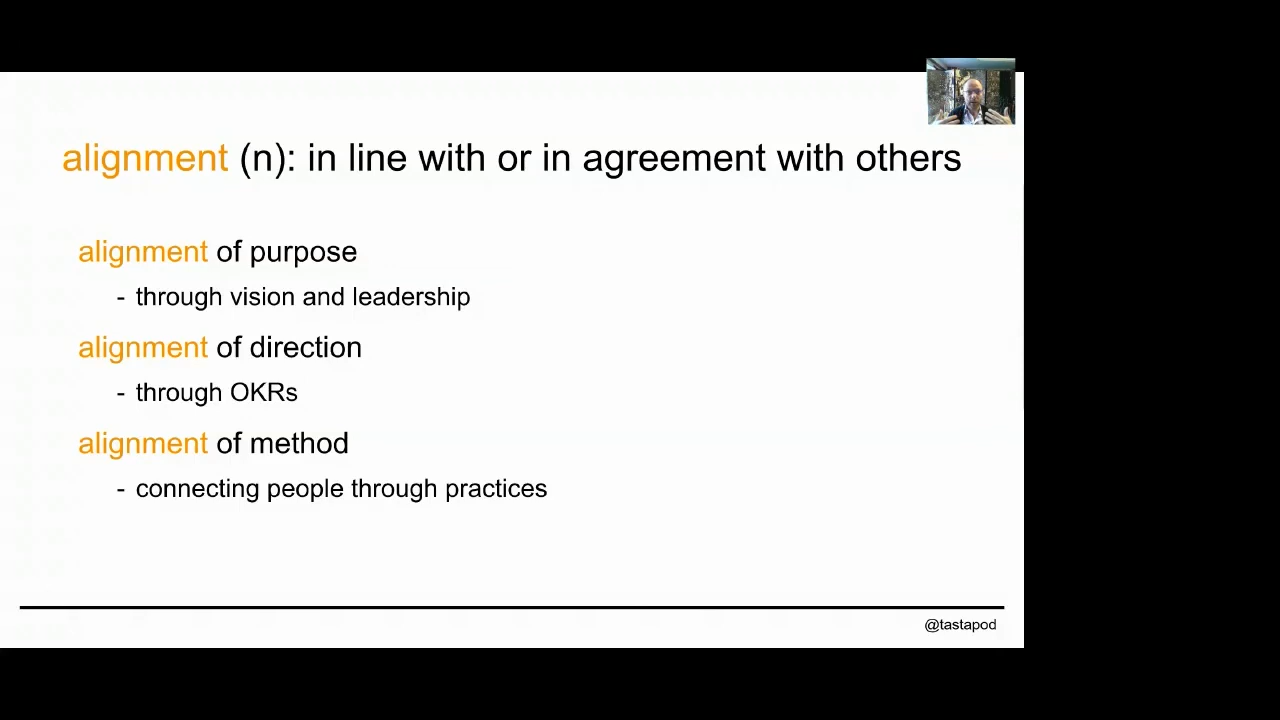 alignment (n): in line with or in agreement with others
alignment of purpose
- through vision and leadership
alignment of direction
- through OKRs
alignment of method
- connecting people through practices
@tastapod